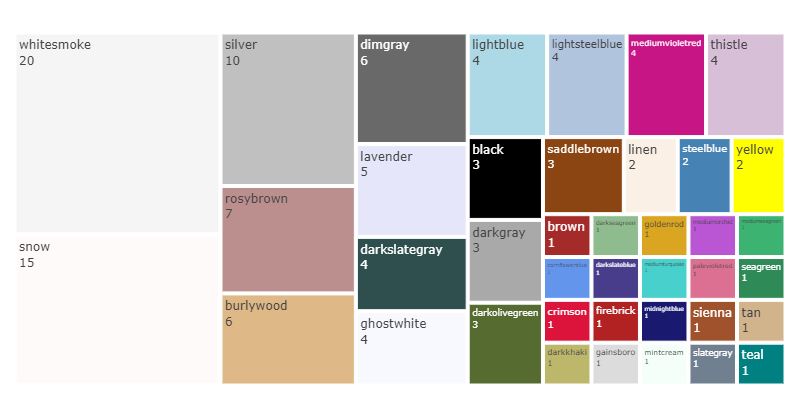 whitesmoke
20
snow
15
silver
10
rosybrown
7
burlywood
6
dimgray
6
lavender
5
darkslategray
4
ghostwhite
4
lightblue
4
lightsteelblue
4
mediumvioletred
4
thistle
4
black
3
darkgray
3
darkolivegreen
3
saddlebrown
3
linen
2
steelblue
2
yellow
2
brown
1
darkseagreen
1
goldenrod
1
mediumorchid
1
mediumseagreen
1
cornflowerblue
1
darkslateblue
1
mediumturquoise
1
palevioletred
1
seagreen
1
crimson
1
firebrick
1
midnightblue
1
sienna
1
tan
1
darkkhaki
1
gainsboro
1
mintcream
1
slategray
1
teal
1